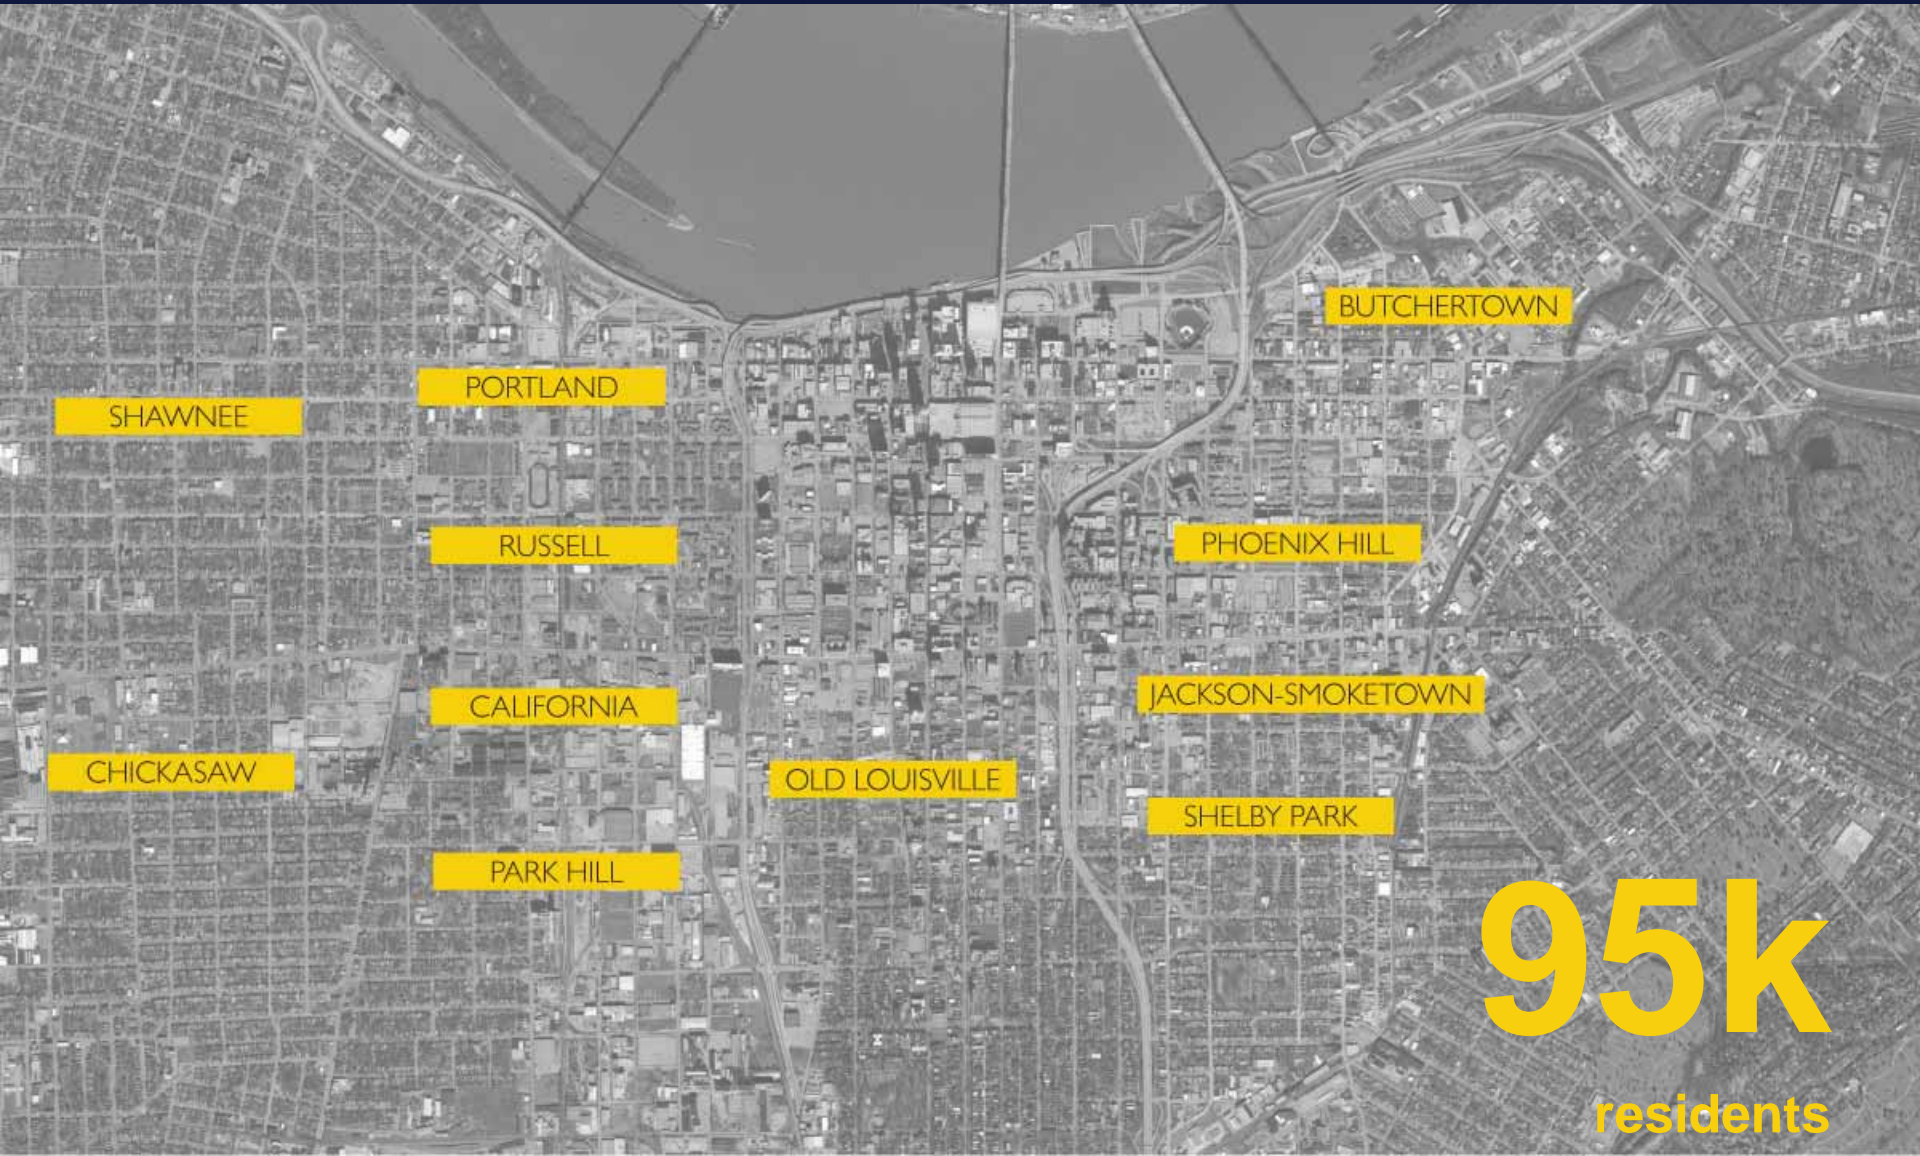 BUTCHERTOWN
PORTLAND
SHAWNEE
RUSSELL
PHOENIX HILL
CALIFORNIA
JACKSON-SMOKETOWN
CHICKASAW
OLD LOUISVILLE
SHELBY PARK
PARK HILL
95k
residents